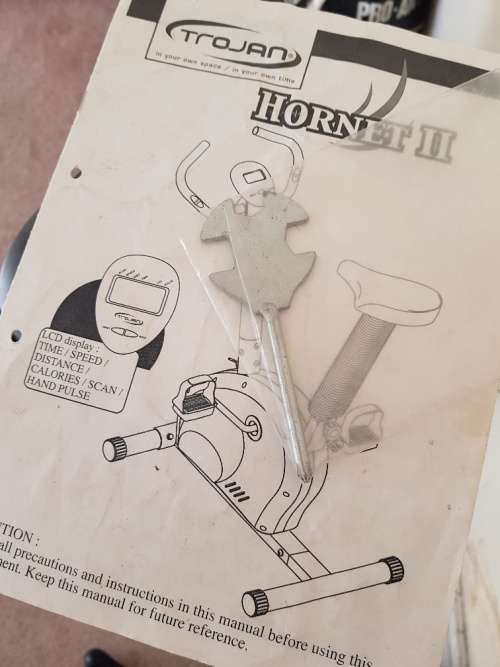 PRO-A
TROJAN®
in your own space / in your own time
HORNET II
TROJAN
LCD display :
TIME / SPEED /
DISTANCE /
CALORIES / SCAN /
HAND PULSE
TION :
all precautions and instructions in this manual before using this
ment. Keep this manual for future reference.